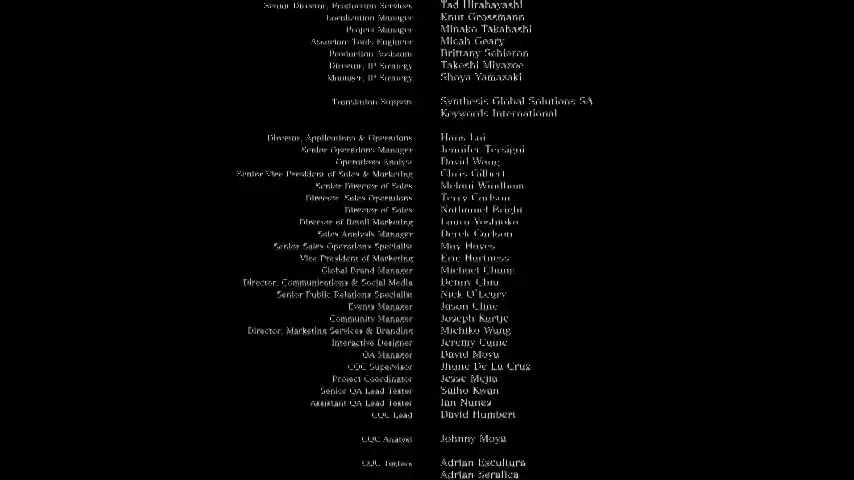 Senior Director, Production Services Tad Hirabayashi
Localization Manager Knut Grossmann
Project Manager Minako Takahashi
Associate Tools Engineer Micah Geary
Production Assistant Brittany Schieron
Director, IP Strategy Takeshi Miyazoe
Manager, IP Strategy Shoya Yamazaki
Translation Support Synthesis Global Solutions SA
Keywords International
Director, Applications & Operations Hans Lui
Senior Operations Manager Jennifer Tersigni
Operations Analyst David Wong
Senior Vice President of Sales & Marketing Chris Gilbert
Senior Director of Sales Melani Windham
Director, Sales Operations Terry Carlson
Director of Sales Nathaniel Bright
Director of Retail Marketing Laura Yoshioka
Sales Analysis Manager Derek Carlson
Senior Sales Operations Specialist May Hayes
Vice President of Marketing Eric Hartness
Global Brand Manager Michael Chang
Director, Communications & Social Media Denny Chiu
Senior Public Relations Specialist Nick O'Leary
Events Manager Jason Cline
Community Manager Joseph Kurtje
Director, Marketing Services & Branding Michiko Wang
Interactive Designer Jeremy Caine
QA Manager David Moya
CQC Supervisor Jhune De La Cruz
Project Coordinator Jesse Mejia
Senior QA Lead Tester Saiho Kwan
Assistant QA Lead Tester Ian Nunes
CQC Lead David Humbert
CQC Analyst Johnny Moya
CQC Testers Adrian Escultura
Adrian Serafica